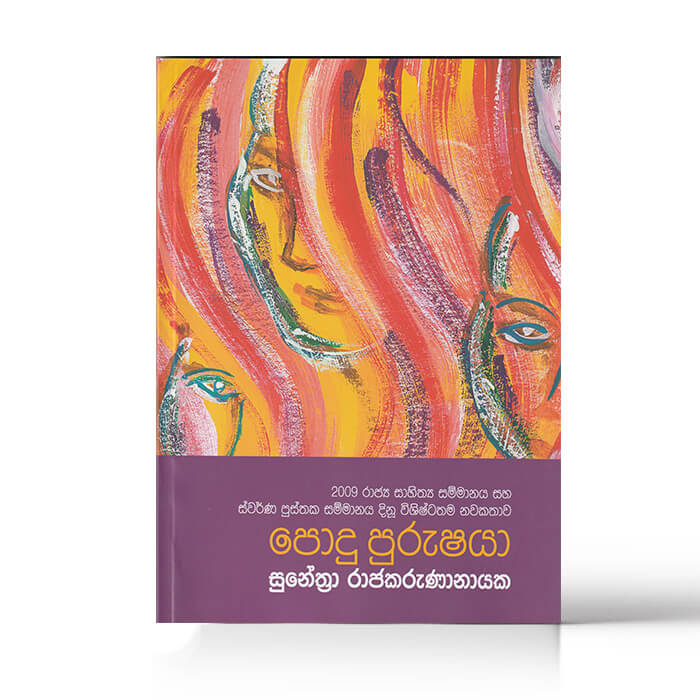 2009 රාජ්‍ය සාහිත්‍ය සම්මානය සහ
ස්වර්ණ පුස්තක සම්මානය දිනූ විශිෂ්ටතම නවකතාව
පොදු පුරුෂයා
සුනේත්‍රා රාජකරුණානායක